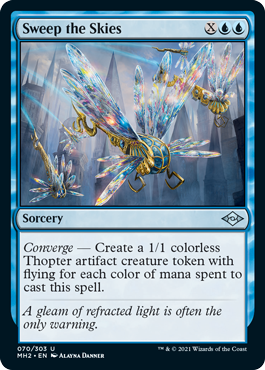 Sweep the Skies XUU
Sorcery
Converge — Create a 1/1 colorless
Thopter artifact creature token with
flying for each color of mana spent to
cast this spell.
A gleam of refracted light is often the
only warning.
070/303 U
MH2 • EN ALAYNA DANNER
™ & © 2021 Wizards of the Coast